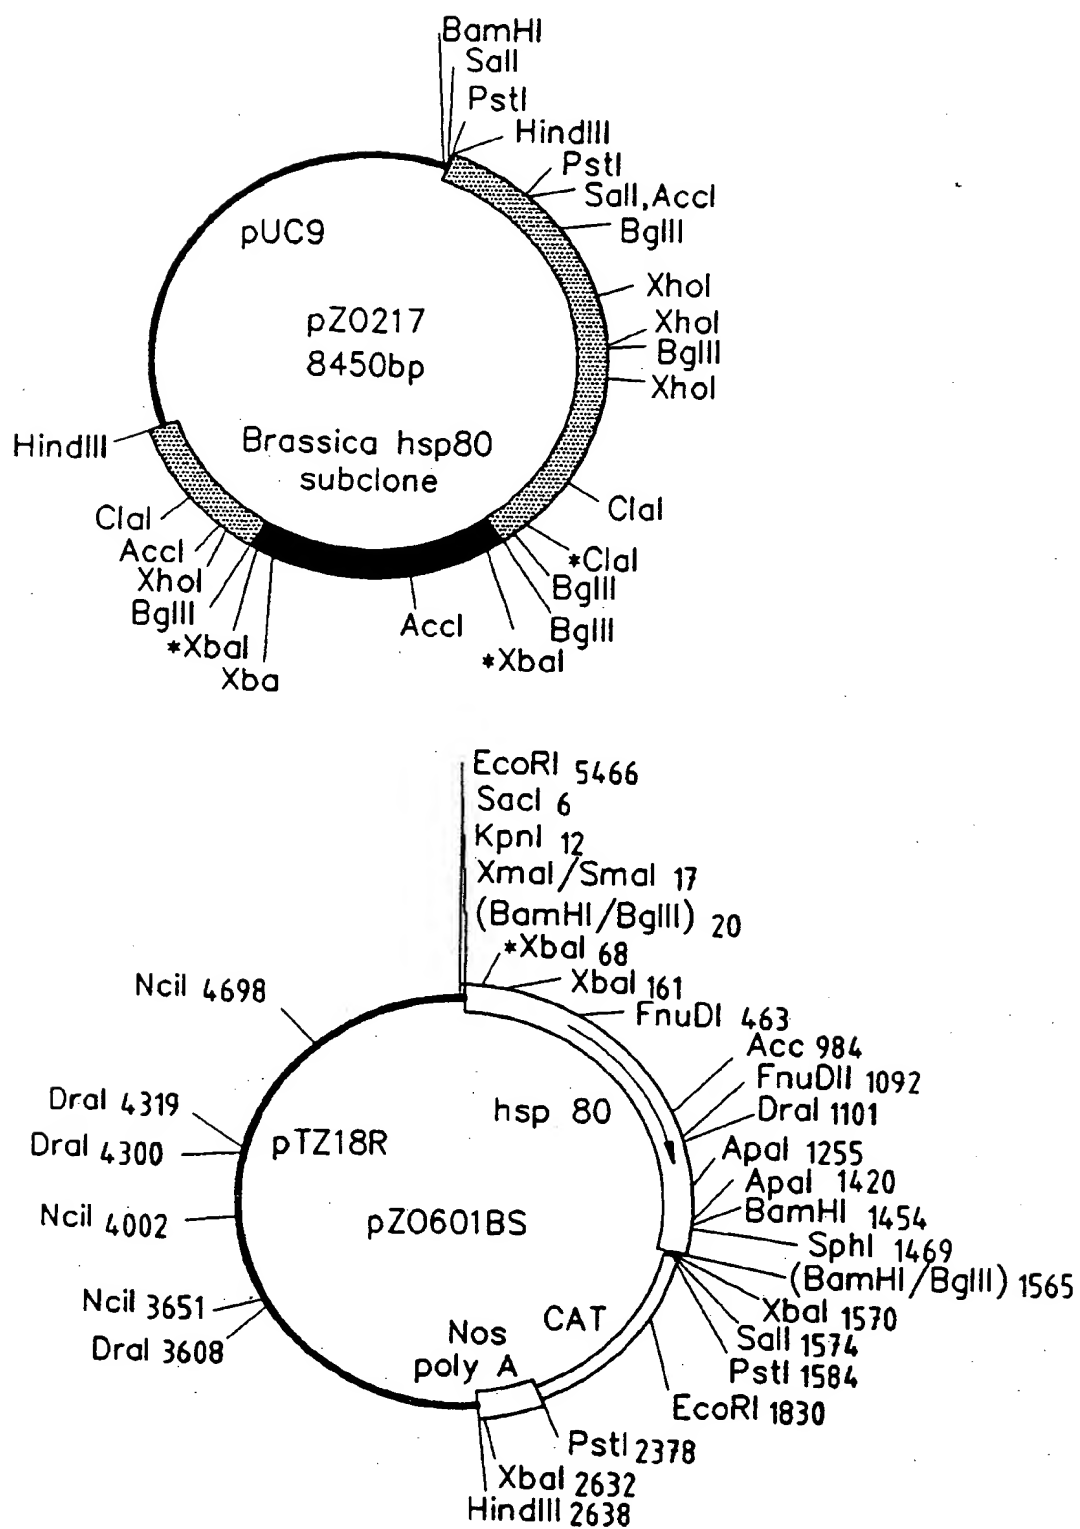 BamHI
SalI
PstI
HindIII
PstI
SalI,AccI
BglII
XhoI
XhoI
BglII
XhoI
ClaI
*ClaI
BglII
BglII
*XbaI
AccI
Xba
*XbaI
BglII
XhoI
AccI
ClaI
HindIII
pUC9
pZ0217
8450bp
Brassica hsp80
subclone
EcoRI 5466
SacI 6
KpnI 12
XmaI/SmaI 17
(BamHI/BglII) 20
*XbaI 68
XbaI 161
FnuDI 463
Acc 984
FnuDII 1092
DraI 1101
ApaI 1255
ApaI 1420
BamHI 1454
SphI 1469
(BamHI/BglII) 1565
XbaI 1570
SalI 1574
PstI 1584
EcoRI 1830
PstI 2378
XbaI 2632
HindIII 2638
DraI 3608
NciI 3651
NciI 4002
DraI 4300
DraI 4319
NciI 4698
hsp 80
pTZ18R
pZO601BS
CAT
Nos
poly A